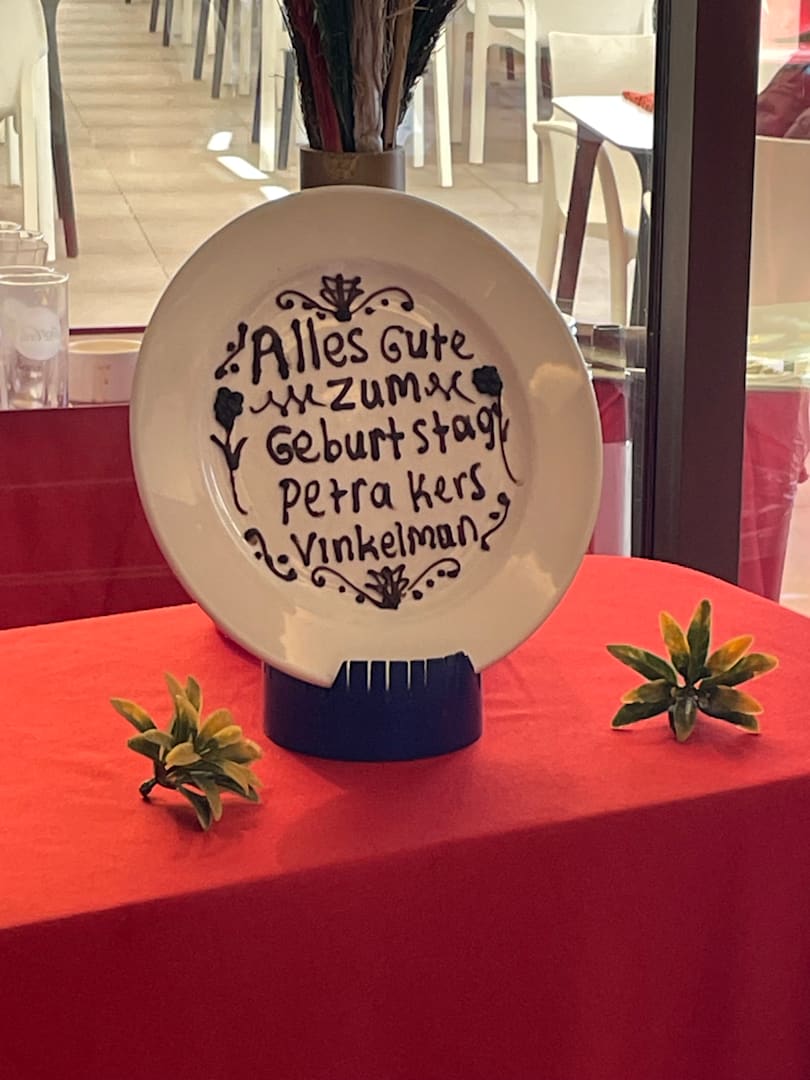 Alles Gute
zum
Geburtstag
Petra Kers
Vinkelman